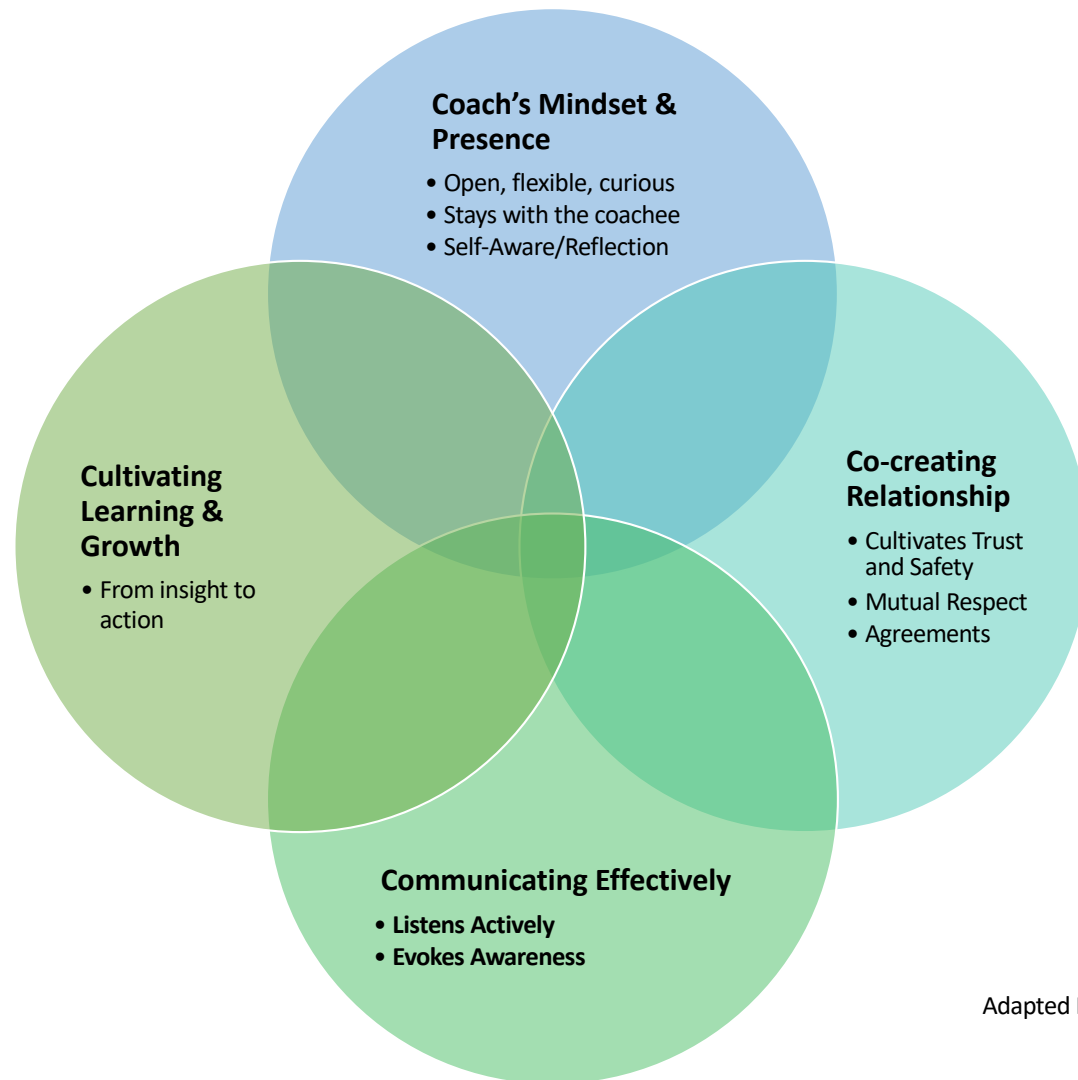 Coach’s Mindset &
Presence
• Open, flexible, curious
• Stays with the coachee
• Self-Aware/Reflection
Cultivating
Learning &
Growth
• From insight to
action
Co-creating
Relationship
• Cultivates Trust
and Safety
• Mutual Respect
• Agreements
Communicating Effectively
• Listens Actively
• Evokes Awareness
Adapted